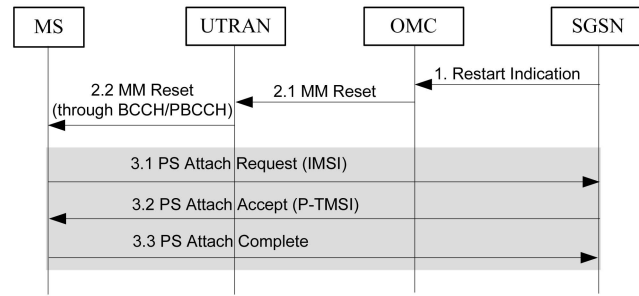 MS
UTRAN
OMC
SGSN
1. Restart Indication
2.1 MM Reset
2.2 MM Reset
(through BCCH/PBCCH)
3.1 PS Attach Request (IMSI)
3.2 PS Attach Accept (P-TMSI)
3.3 PS Attach Complete